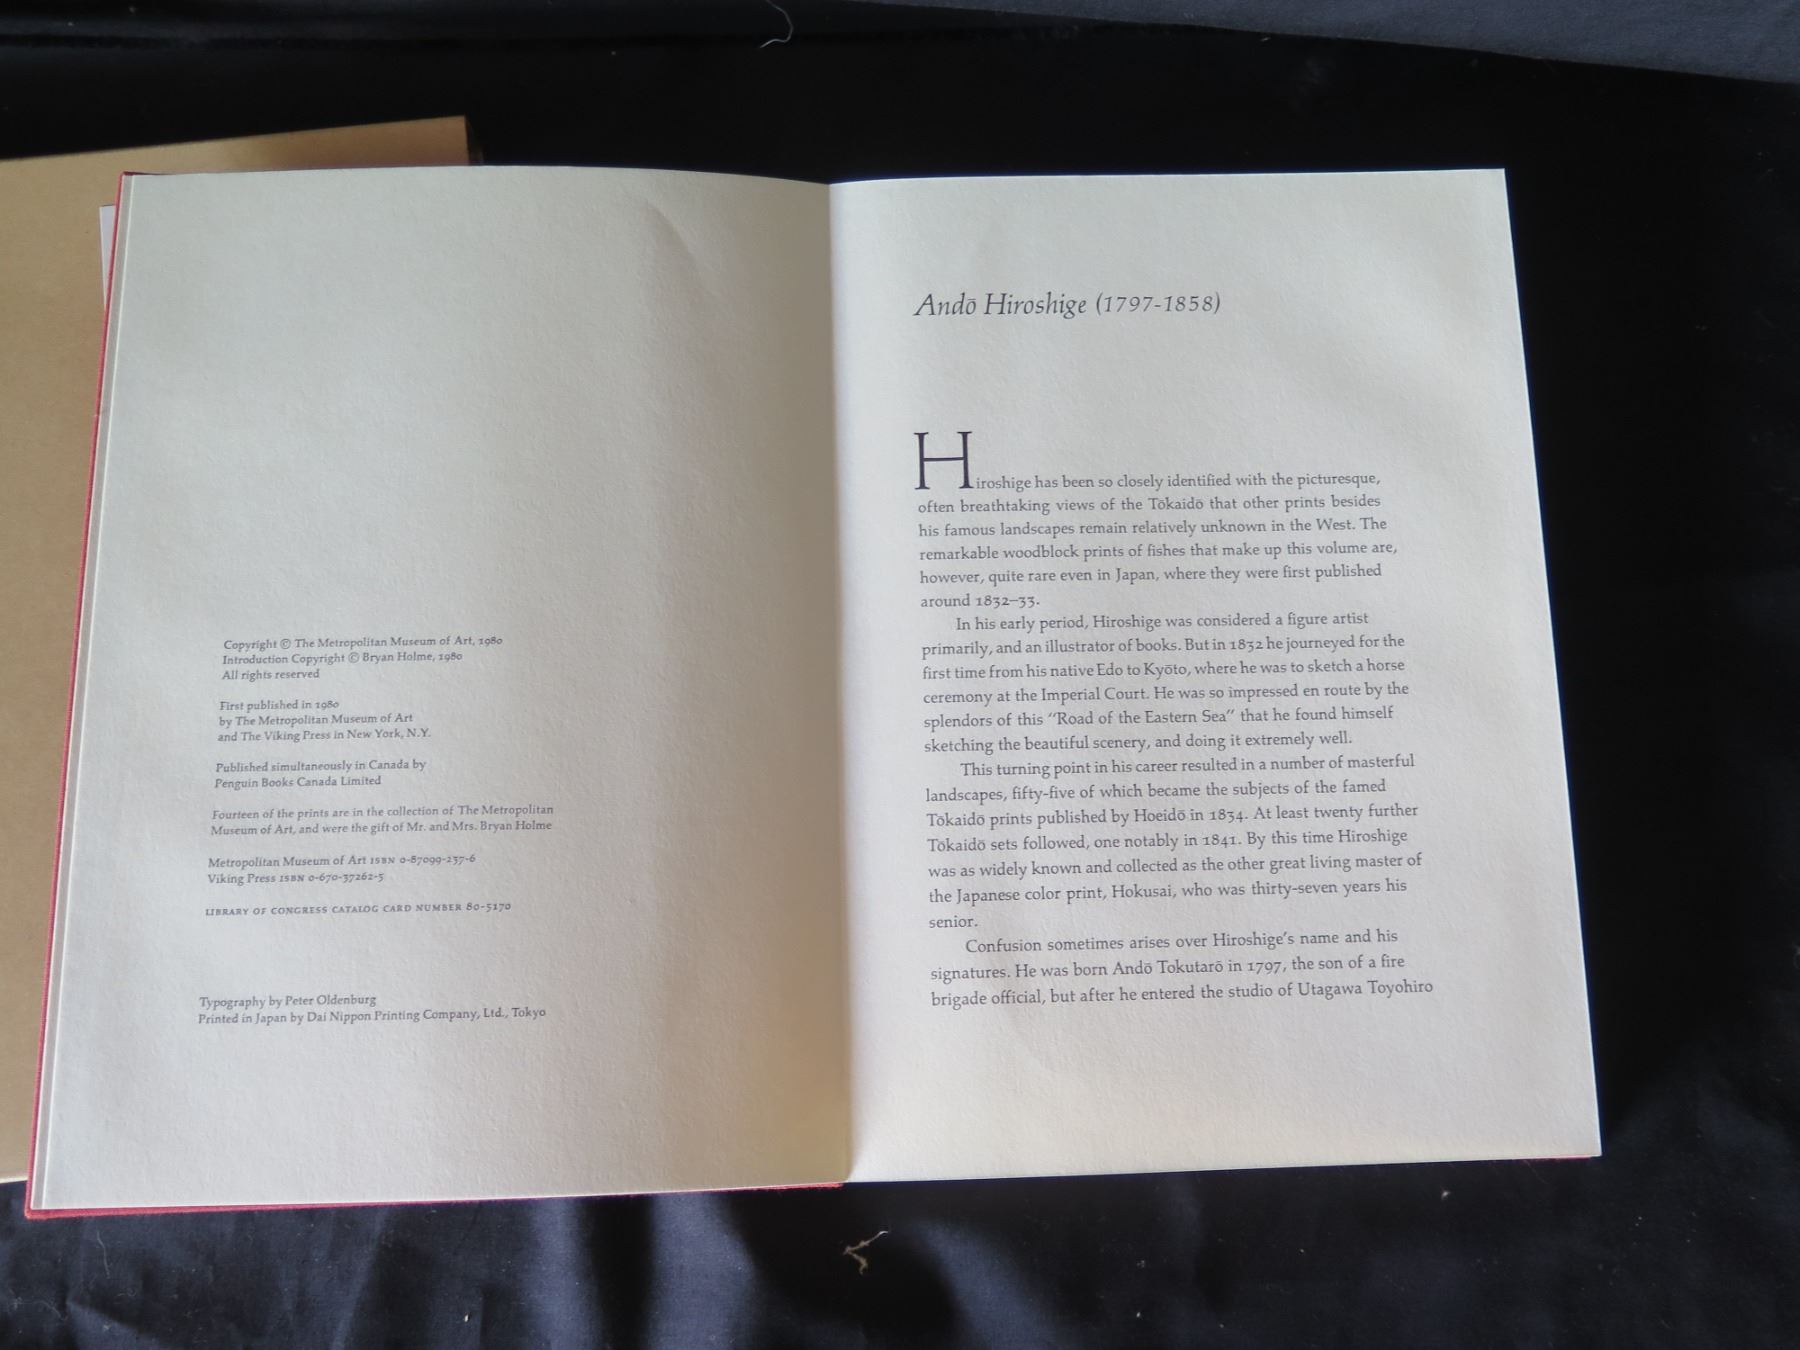 Copyright © The Metropolitan Museum of Art, 1980
Introduction Copyright © Bryan Holme, 1980
All rights reserved
First published in 1980
by The Metropolitan Museum of Art
and The Viking Press in New York, N.Y.
Published simultaneously in Canada by
Penguin Books Canada Limited
Fourteen of the prints are in the collection of The Metropolitan
Museum of Art, and were the gift of Mr. and Mrs. Bryan Holme
Metropolitan Museum of Art ISBN 0-87099-237-6
Viking Press ISBN 0-670-37262-5
LIBRARY OF CONGRESS CATALOG CARD NUMBER 80-5170
Typography by Peter Oldenburg
Printed in Japan by Dai Nippon Printing Company, Ltd., Tokyo
Andō Hiroshige (1797-1858)
Hiroshige has been so closely identified with the picturesque,
often breathtaking views of the Tōkaidō that other prints besides
his famous landscapes remain relatively unknown in the West. The
remarkable woodblock prints of fishes that make up this volume are,
however, quite rare even in Japan, where they were first published
around 1832–33.
In his early period, Hiroshige was considered a figure artist
primarily, and an illustrator of books. But in 1832 he journeyed for the
first time from his native Edo to Kyōto, where he was to sketch a horse
ceremony at the Imperial Court. He was so impressed en route by the
splendors of this "Road of the Eastern Sea" that he found himself
sketching the beautiful scenery, and doing it extremely well.
This turning point in his career resulted in a number of masterful
landscapes, fifty-five of which became the subjects of the famed
Tōkaidō prints published by Hoeidō in 1834. At least twenty further
Tōkaidō sets followed, one notably in 1841. By this time Hiroshige
was as widely known and collected as the other great living master of
the Japanese color print, Hokusai, who was thirty-seven years his
senior.
Confusion sometimes arises over Hiroshige's name and his
signatures. He was born Andō Tokutarō in 1797, the son of a fire
brigade official, but after he entered the studio of Utagawa Toyohiro